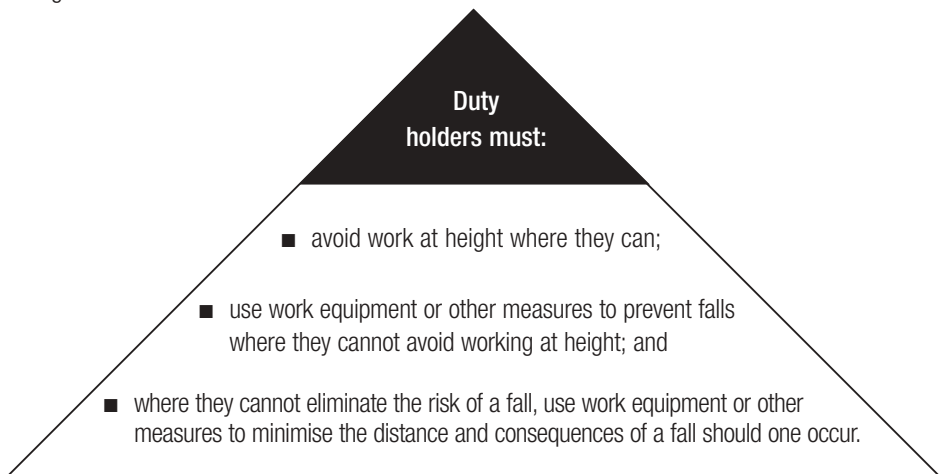 Duty
holders must:
■ avoid work at height where they can;
■ use work equipment or other measures to prevent falls
where they cannot avoid working at height; and
■ where they cannot eliminate the risk of a fall, use work equipment or other
measures to minimise the distance and consequences of a fall should one occur.